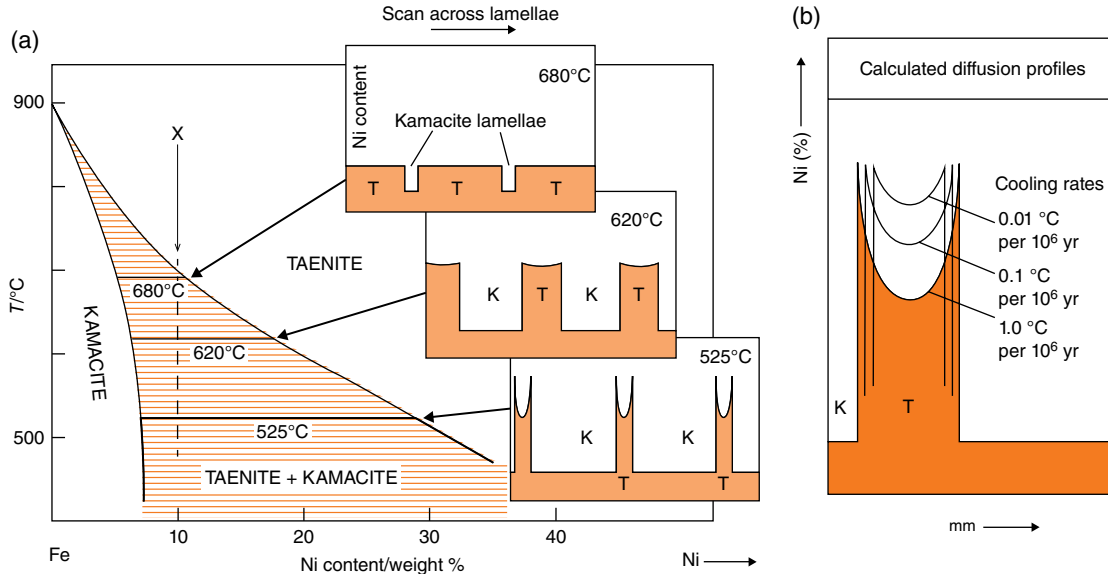 (a)
Scan across lamellae
680°C
Ni content
Kamacite lamellae
T
T
T
900
X
620°C
TAENITE
680°C
K
T
K
T
T/°C
KAMACITE
620°C
525°C
K
K
525°C
500
TAENITE + KAMACITE
T
T
10
20
30
40
Fe
Ni content/weight %
Ni
(b)
Calculated diffusion profiles
Ni (%)
Cooling rates
0.01 °C
per 10⁶ yr
0.1 °C
per 10⁶ yr
1.0 °C
per 10⁶ yr
K
T
mm